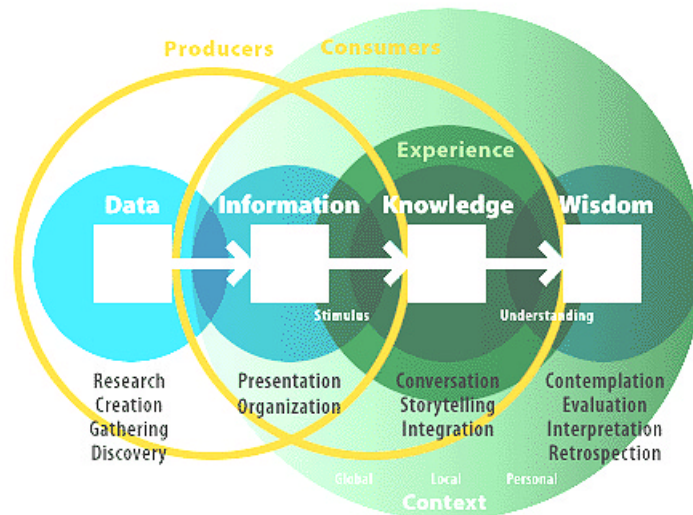 Producers Consumers
Experience
Data Information Knowledge Wisdom
Stimulus Understanding
Research
Creation
Gathering
Discovery
Presentation
Organization
Conversation
Storytelling
Integration
Contemplation
Evaluation
Interpretation
Retrospection
Global Local Personal
Context